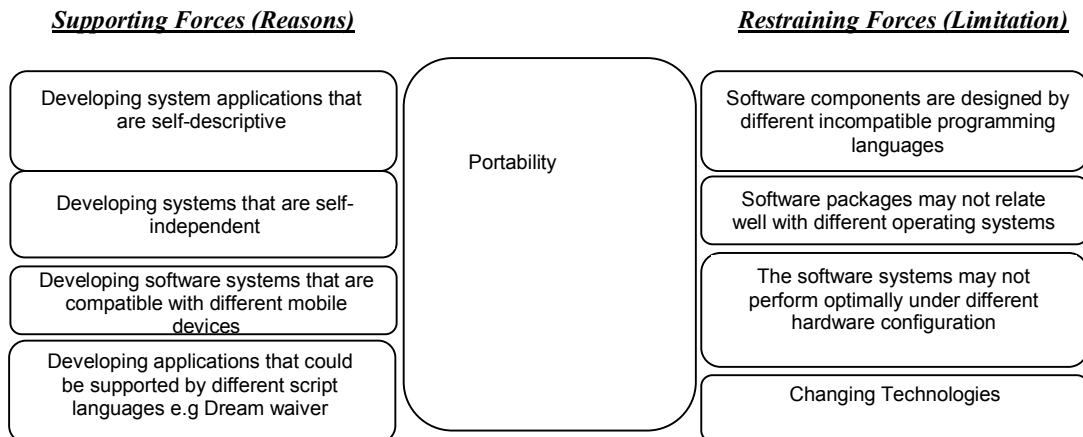 Supporting Forces (Reasons)
Restraining Forces (Limitation)
Developing system applications that
are self-descriptive
Developing systems that are self-
independent
Developing software systems that are
compatible with different mobile
devices
Developing applications that could
be supported by different script
languages e.g Dream waiver
Portability
Software components are designed by
different incompatible programming
languages
Software packages may not relate
well with different operating systems
The software systems may not
perform optimally under different
hardware configuration
Changing Technologies